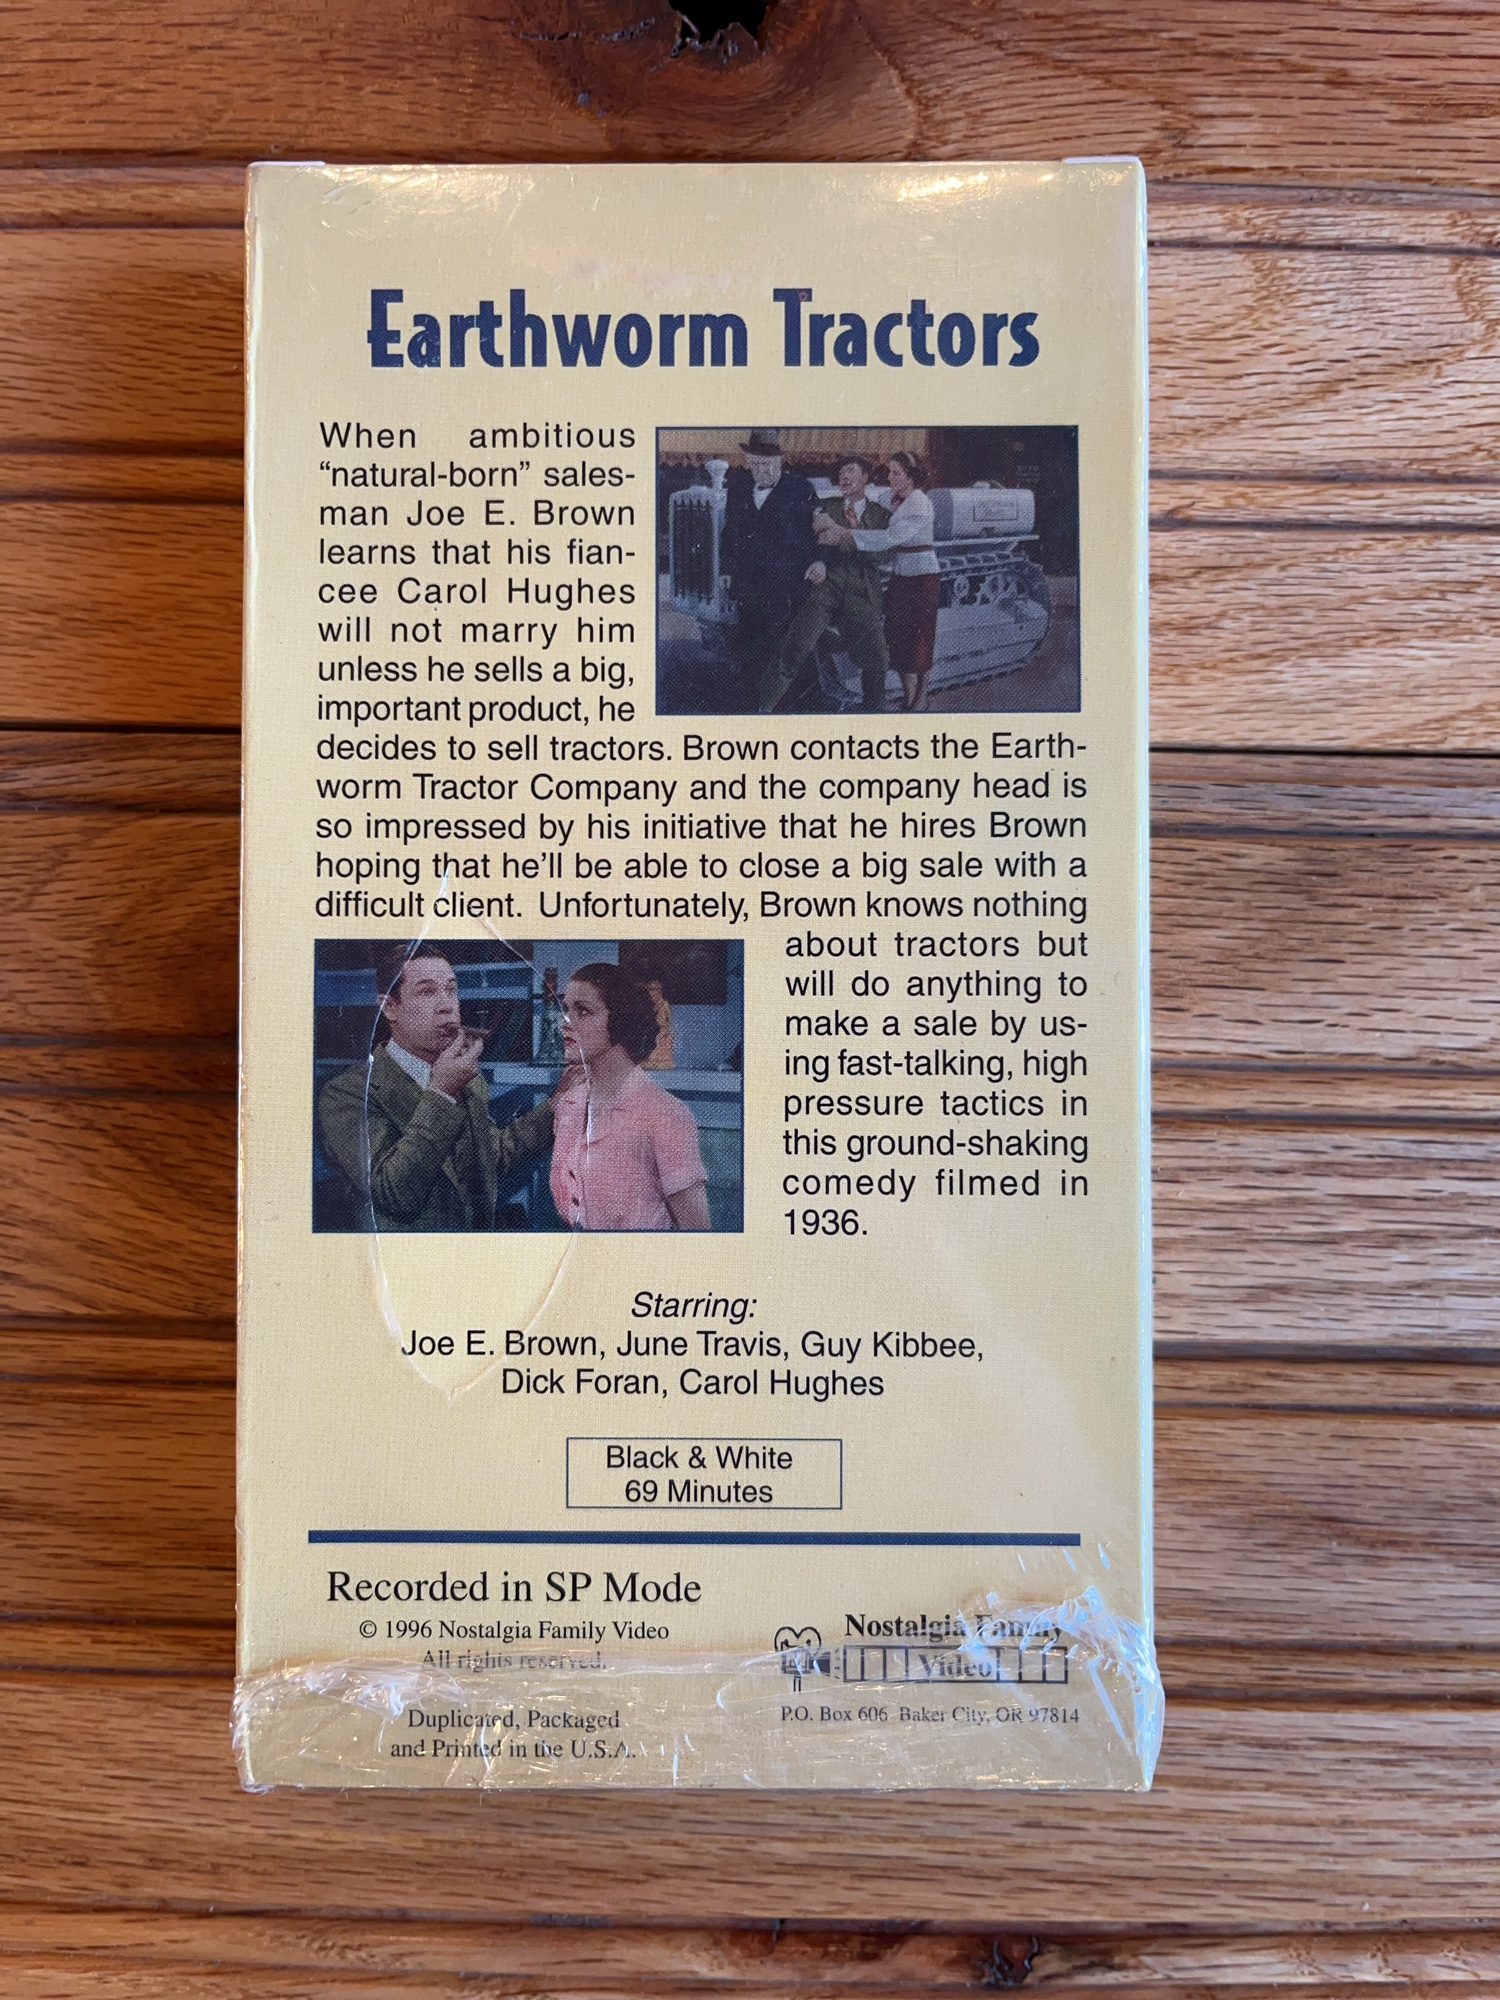 Earthworm Tractors
When ambitious
“natural-born” sales-
man Joe E. Brown
learns that his fian-
cee Carol Hughes
will not marry him
unless he sells a big,
important product, he
decides to sell tractors. Brown contacts the Earth-
worm Tractor Company and the company head is
so impressed by his initiative that he hires Brown
hoping that he’ll be able to close a big sale with a
difficult client. Unfortunately, Brown knows nothing
about tractors but
will do anything to
make a sale by us-
ing fast-talking, high
pressure tactics in
this ground-shaking
comedy filmed in
1936.
Starring:
Joe E. Brown, June Travis, Guy Kibbee,
Dick Foran, Carol Hughes
Black & White
69 Minutes
Recorded in SP Mode
© 1996 Nostalgia Family Video
All rights reserved.
Duplicated, Packaged
and Printed in the U.S.A.
Nostalgia Family
Video
P.O. Box 606 Baker City, OR 97814